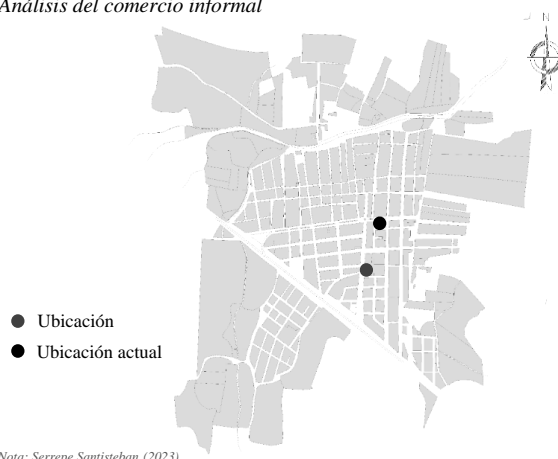 Análisis del comercio informal
N
Ubicación
Ubicación actual
Nota: Serrepe Santisteban (2023)